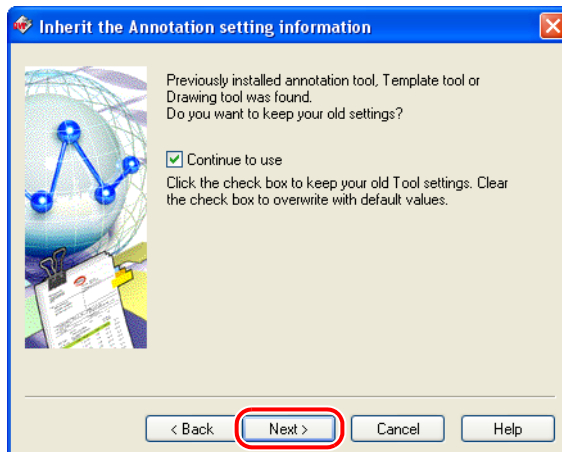 Inherit the Annotation setting information
Previously installed annotation tool, Template tool or
Drawing tool was found.
Do you want to keep your old settings?
Continue to use
Click the check box to keep your old Tool settings. Clear
the check box to overwrite with default values.
< Back
Next >
Cancel
Help